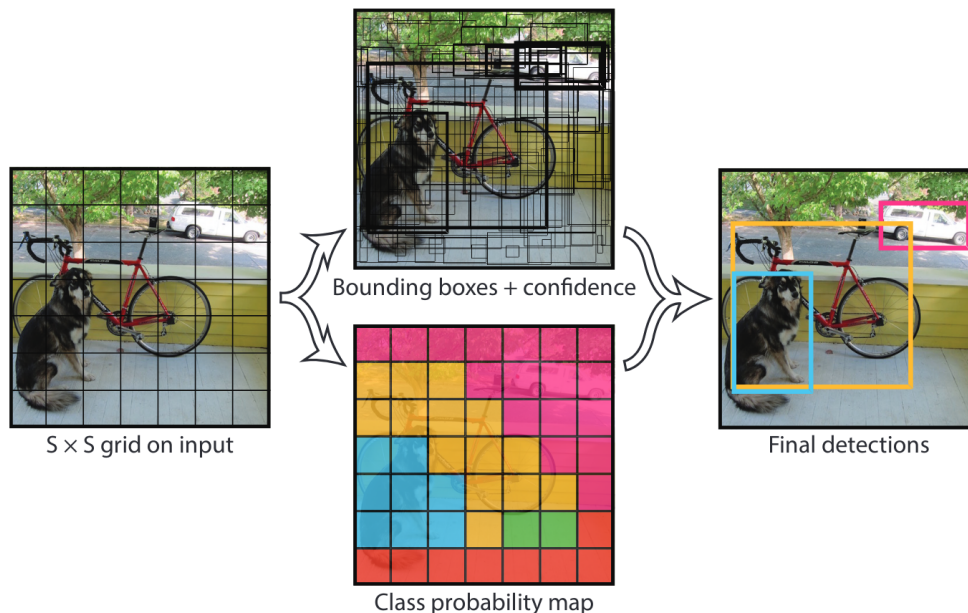 S × S grid on input
Bounding boxes + confidence
Class probability map
Final detections